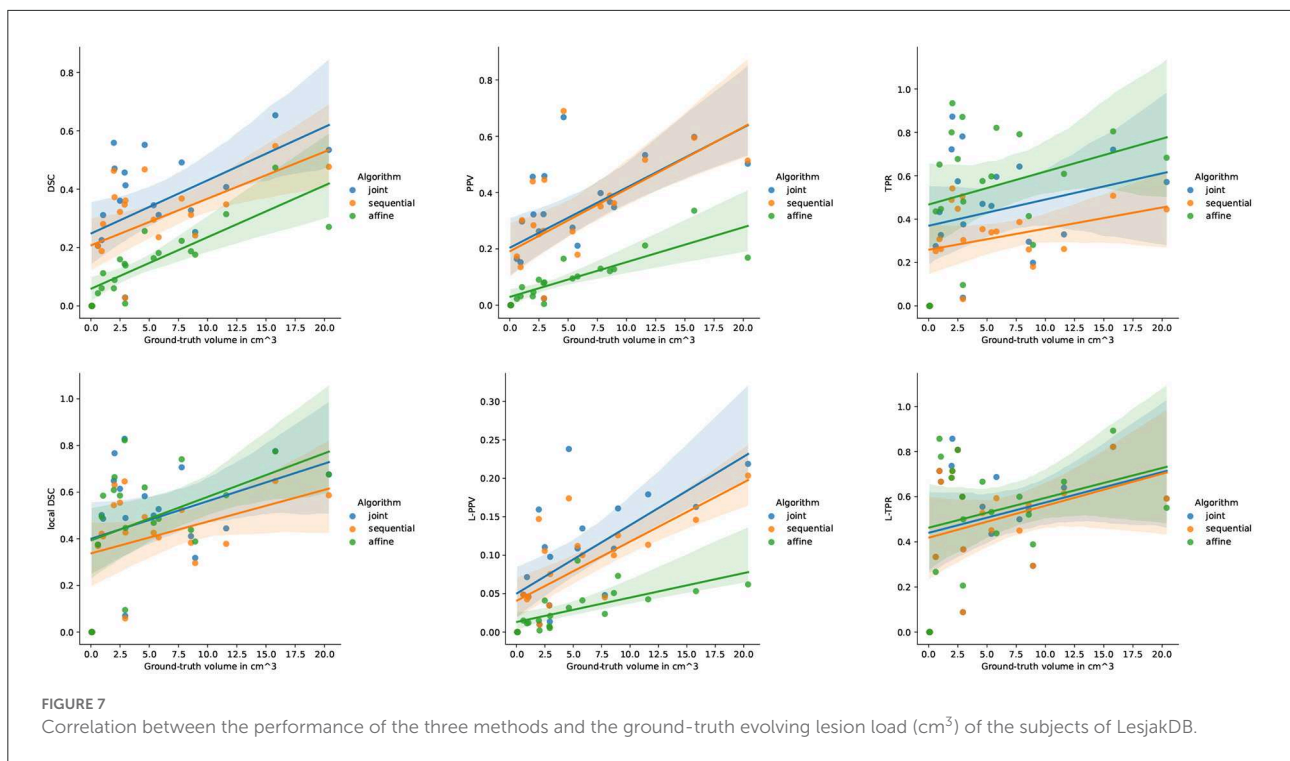 0.8
0.6
0.4
0.2
0.0
DSC
0.0 2.5 5.0 7.5 10.0 12.5 15.0 17.5 20.0
Ground-truth volume in cm^3
Algorithm
joint
sequential
affine
0.8
0.6
0.4
0.2
0.0
PPV
0.0 2.5 5.0 7.5 10.0 12.5 15.0 17.5 20.0
Ground-truth volume in cm^3
Algorithm
joint
sequential
affine
1.0
0.8
0.6
0.4
0.2
0.0
TPR
0.0 2.5 5.0 7.5 10.0 12.5 15.0 17.5 20.0
Ground-truth volume in cm^3
Algorithm
joint
sequential
affine
1.0
0.8
0.6
0.4
0.2
0.0
local DSC
0.0 2.5 5.0 7.5 10.0 12.5 15.0 17.5 20.0
Ground-truth volume in cm^3
Algorithm
joint
sequential
affine
0.30
0.25
0.20
0.15
0.10
0.05
0.00
L-PPV
0.0 2.5 5.0 7.5 10.0 12.5 15.0 17.5 20.0
Ground-truth volume in cm^3
Algorithm
joint
sequential
affine
1.0
0.8
0.6
0.4
0.2
0.0
L-TPR
0.0 2.5 5.0 7.5 10.0 12.5 15.0 17.5 20.0
Ground-truth volume in cm^3
Algorithm
joint
sequential
affine
FIGURE 7
Correlation between the performance of the three methods and the ground-truth evolving lesion load (cm³) of the subjects of LesjakDB.